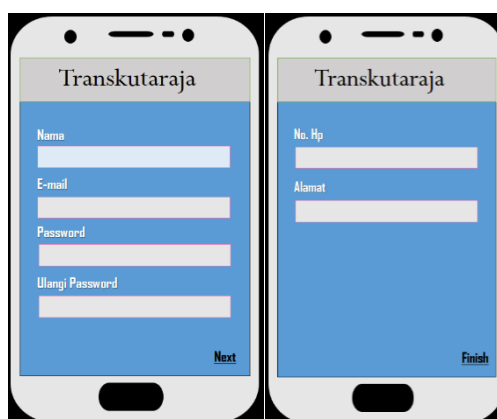 Transkutaraja
Nama
E-mail
Password
Ulangi Password
Next
Transkutaraja
No. Hp
Alamat
Finish